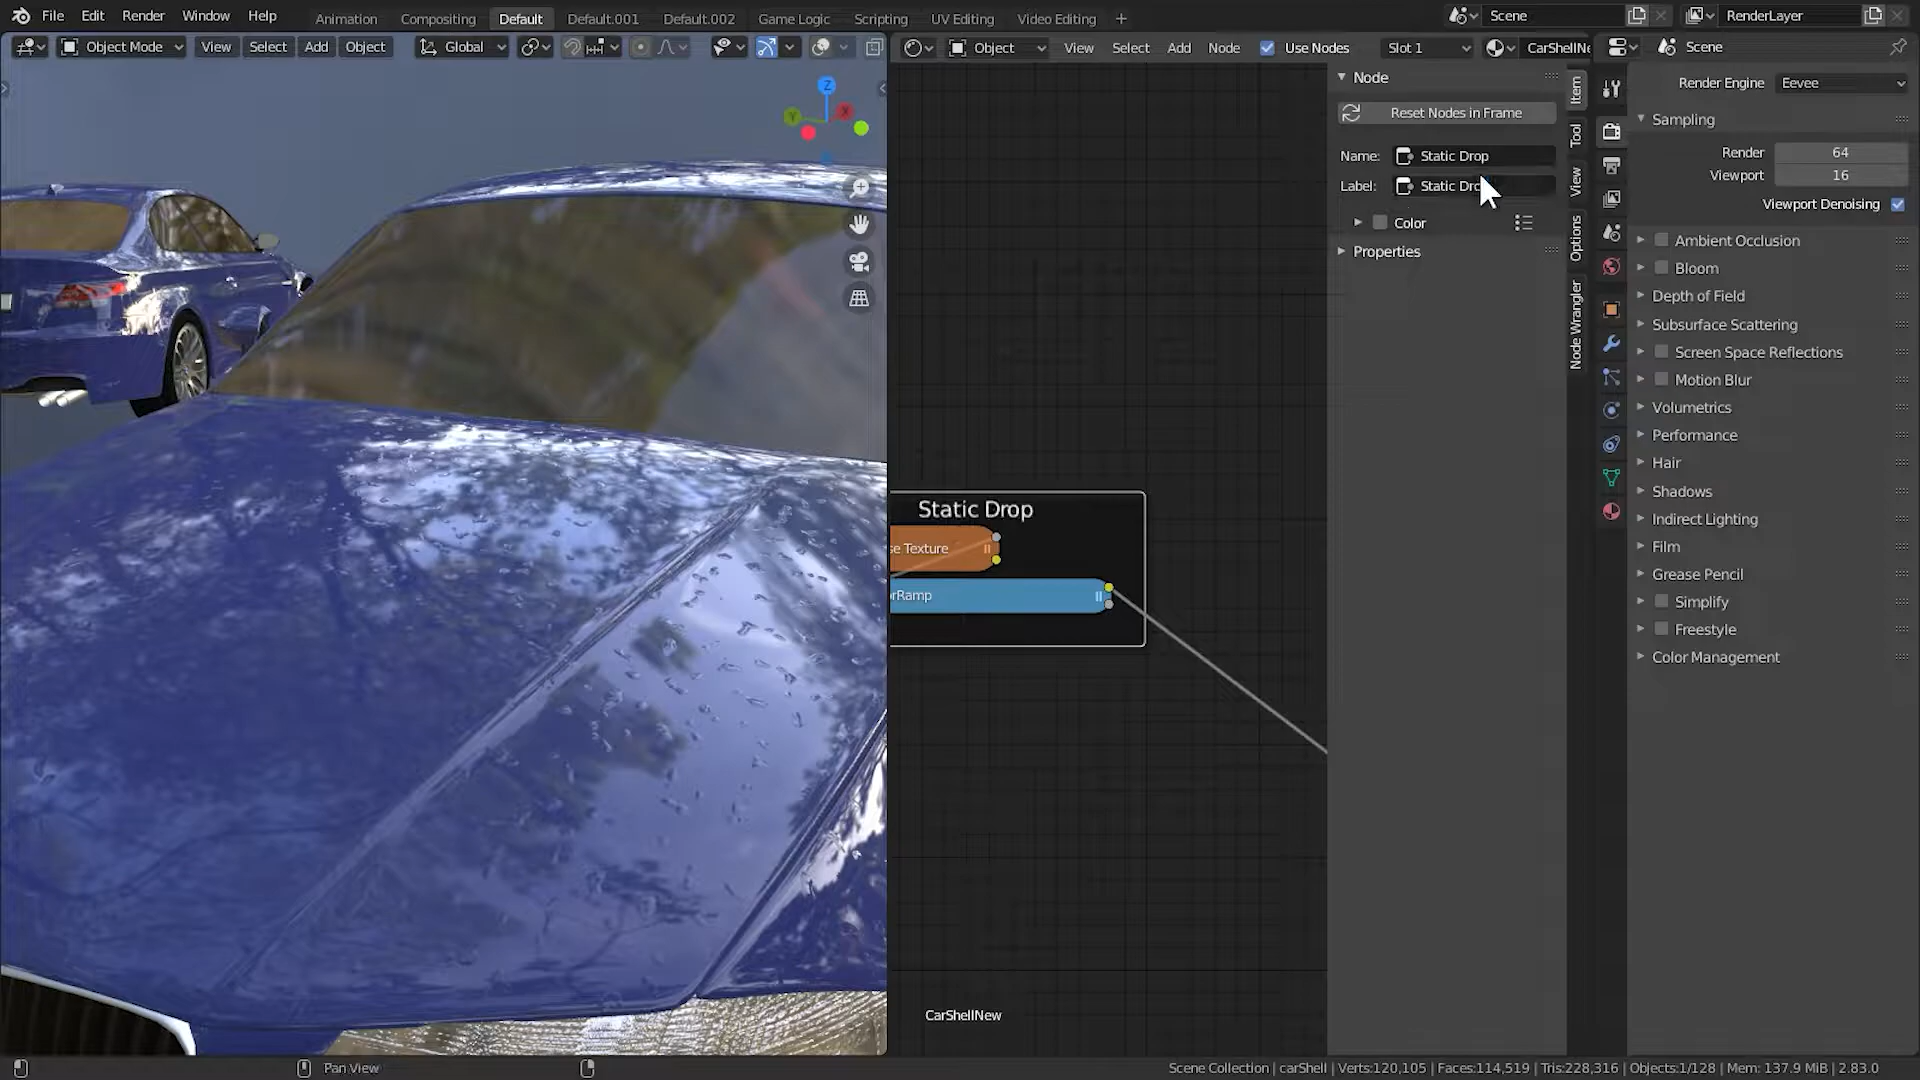 File Edit Render Window Help Animation Compositing Default Default.001 Default.002 Game Logic Scripting UV Editing Video Editing Scene RenderLayer
Object Mode View Select Add Object Global Object View Select Add Node Use Nodes Slot 1 CarShellNe Scene
Z
Y
X
Node
Reset Nodes in Frame
Name: Static Drop
Label: Static Dro
Color
Properties
Item
Tool
View
Options
Node Wrangler
Render Engine Eevee
Sampling
Render 64
Viewport 16
Viewport Denoising
Ambient Occlusion
Bloom
Depth of Field
Subsurface Scattering
Screen Space Reflections
Motion Blur
Volumetrics
Performance
Hair
Shadows
Indirect Lighting
Film
Grease Pencil
Simplify
Freestyle
Color Management
Static Drop
se Texture
orRamp
CarShellNew
Pan View
Scene Collection | carShell | Verts:120,105 | Faces:114,519 | Tris:228,316 | Objects:1/128 | Mem: 137.9 MiB | 2.83.0